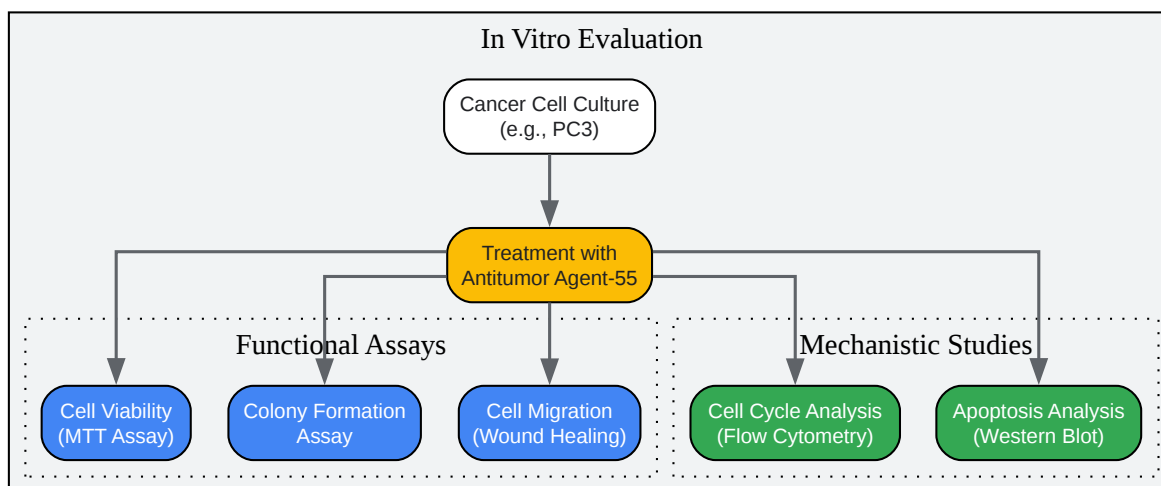 In Vitro Evaluation
Cancer Cell Culture
(e.g., PC3)
Treatment with
Antitumor Agent-55
Functional Assays
Cell Viability
(MTT Assay)
Colony Formation
Assay
Cell Migration
(Wound Healing)
Mechanistic Studies
Cell Cycle Analysis
(Flow Cytometry)
Apoptosis Analysis
(Western Blot)